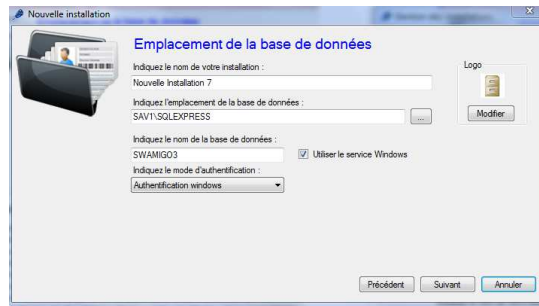 Nouvelle installation
Emplacement de la base de données
Indiquez le nom de votre installation :
Logo
Nouvelle Installation 7
Indiquez l'emplacement de la base de données :
SAV1\SQLEXPRESS
...
Modifier
Indiquez le nom de la base de données :
SWAMIGO3
Utiliser le service Windows
Indiquez le mode d'authentification :
Authentification windows
Précédent
Suivant
Annuler